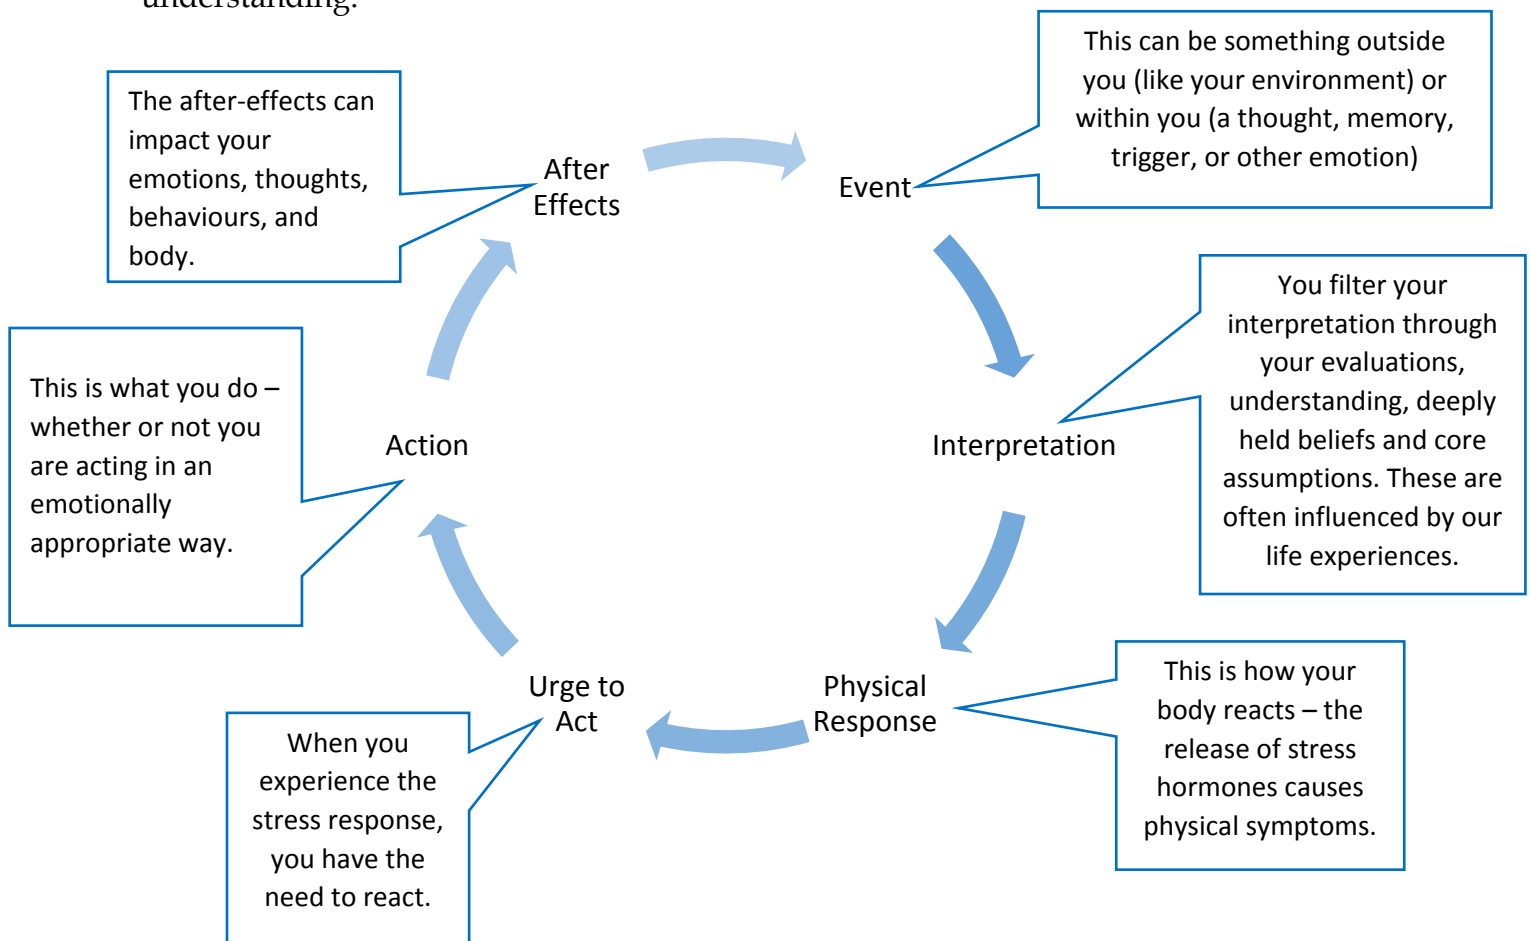 understanding.
This can be something outside
you (like your environment) or
within you (a thought, memory,
trigger, or other emotion)
The after-effects can
impact your
emotions, thoughts,
behaviours, and
body.
After
Effects
Event
You filter your
interpretation through
your evaluations,
understanding, deeply
held beliefs and core
assumptions. These are
often influenced by our
life experiences.
This is what you do –
whether or not you
are acting in an
emotionally
appropriate way.
Action
Interpretation
Urge to
Act
Physical
Response
This is how your
body reacts – the
release of stress
hormones causes
physical symptoms.
When you
experience the
stress response,
you have the
need to react.